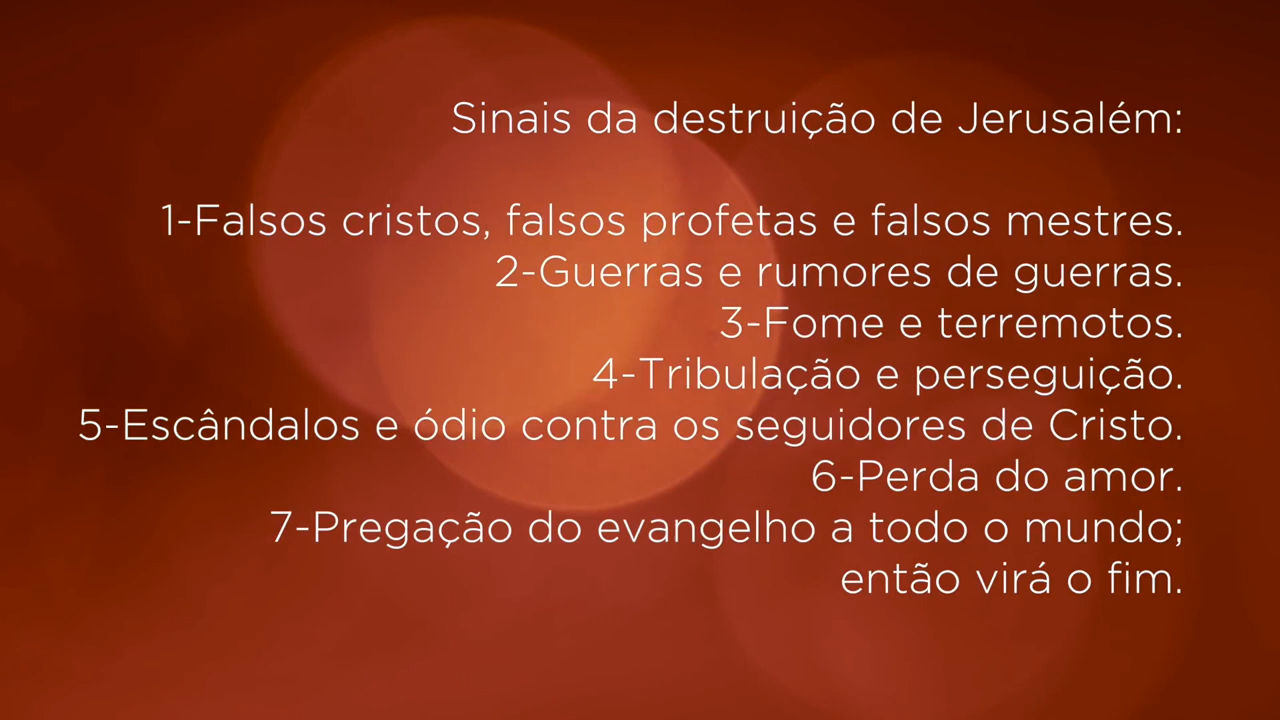 Sinais da destruição de Jerusalém:
1-Falsos cristos, falsos profetas e falsos mestres.
2-Guerras e rumores de guerras.
3-Fome e terremotos.
4-Tribulação e perseguição.
5-Escândalos e ódio contra os seguidores de Cristo.
6-Perda do amor.
7-Pregação do evangelho a todo o mundo;
então virá o fim.